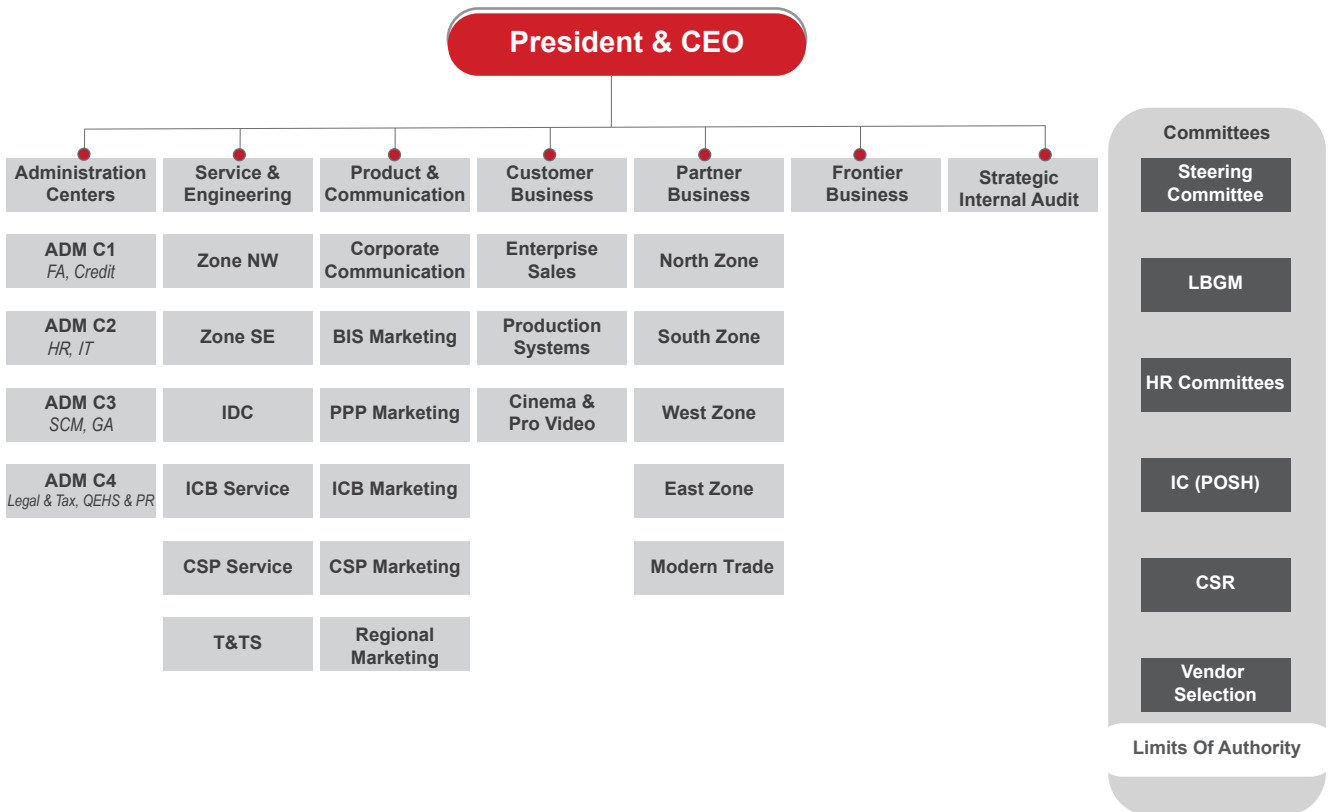 President & CEO
Administration
Centers
ADM C1
FA, Credit
ADM C2
HR, IT
ADM C3
SCM, GA
ADM C4
Legal & Tax, QEHS & PR
Service &
Engineering
Zone NW
Zone SE
IDC
ICB Service
CSP Service
T&TS
Product &
Communication
Corporate
Communication
BIS Marketing
PPP Marketing
ICB Marketing
CSP Marketing
Regional
Marketing
Customer
Business
Enterprise
Sales
Production
Systems
Cinema &
Pro Video
Partner
Business
North Zone
South Zone
West Zone
East Zone
Modern Trade
Frontier
Business
Strategic
Internal Audit
Committees
Steering
Committee
LBGM
HR Committees
IC (POSH)
CSR
Vendor
Selection
Limits Of Authority